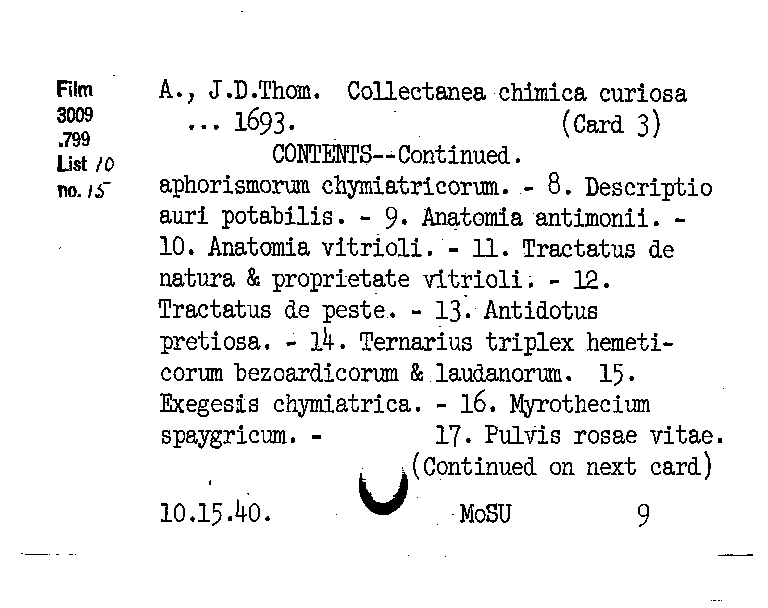 Film
3009
.799
List 10
no. 15
A., J.D.Thom. Collectanea chimica curiosa
... 1693. (Card 3)
CONTENTS--Continued.
aphorismorum chymiatricorum. - 8. Descriptio
auri potabilis. - 9. Anatomia antimonii. -
10. Anatomia vitrioli. - 11. Tractatus de
natura & proprietate vitrioli. - 12.
Tractatus de peste. - 13. Antidotus
pretiosa. - 14. Ternarius triplex hemeti-
corum bezoardicorum & laudanorum. 15.
Exegesis chymiatrica. - 16. Myrothecium
spaygricum. - 17. Pulvis rosae vitae.
(Continued on next card)
10.15.40. MoSU 9